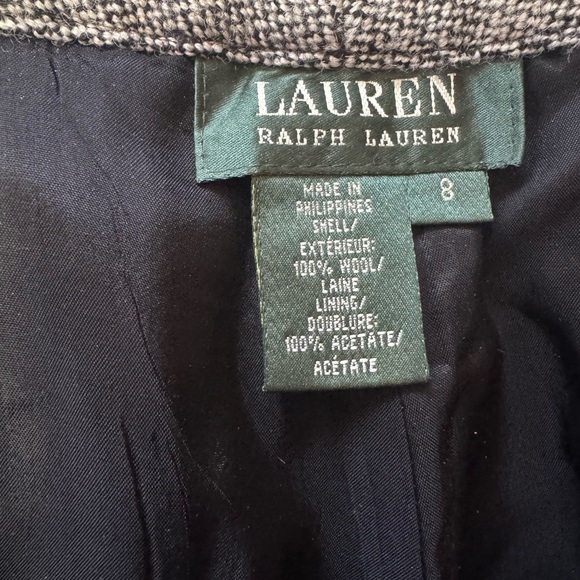 LAUREN
RALPH LAUREN
8
MADE IN
PHILIPPINES
SHELL/
EXTÉRIEUR:
100% WOOL/
LAINE
LINING/
DOUBLURE:
100% ACETATE/
ACÉTATE